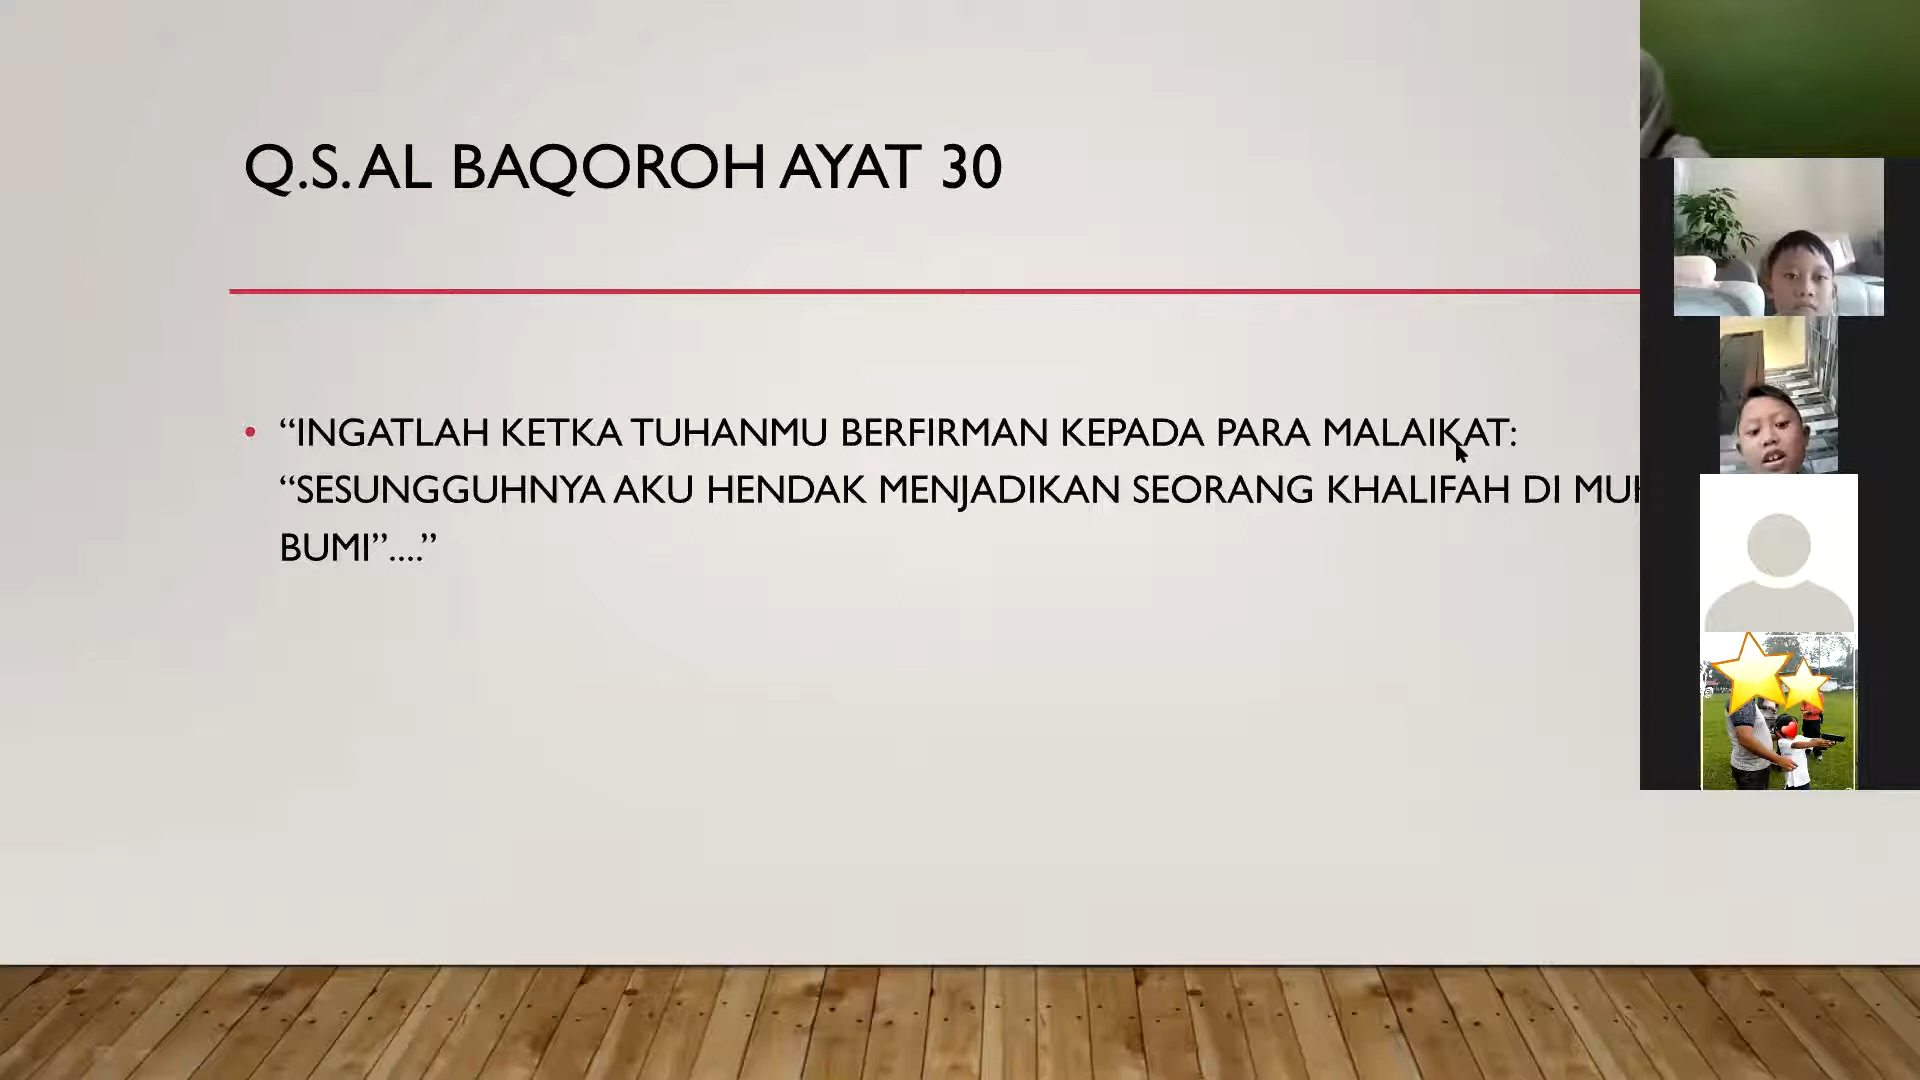 Q.S. AL BAQOROH AYAT 30
• “INGATLAH KETKA TUHANMU BERFIRMAN KEPADA PARA MALAIKAT:
“SESUNGGUHNYA AKU HENDAK MENJADIKAN SEORANG KHALIFAH DI
BUMI”....”